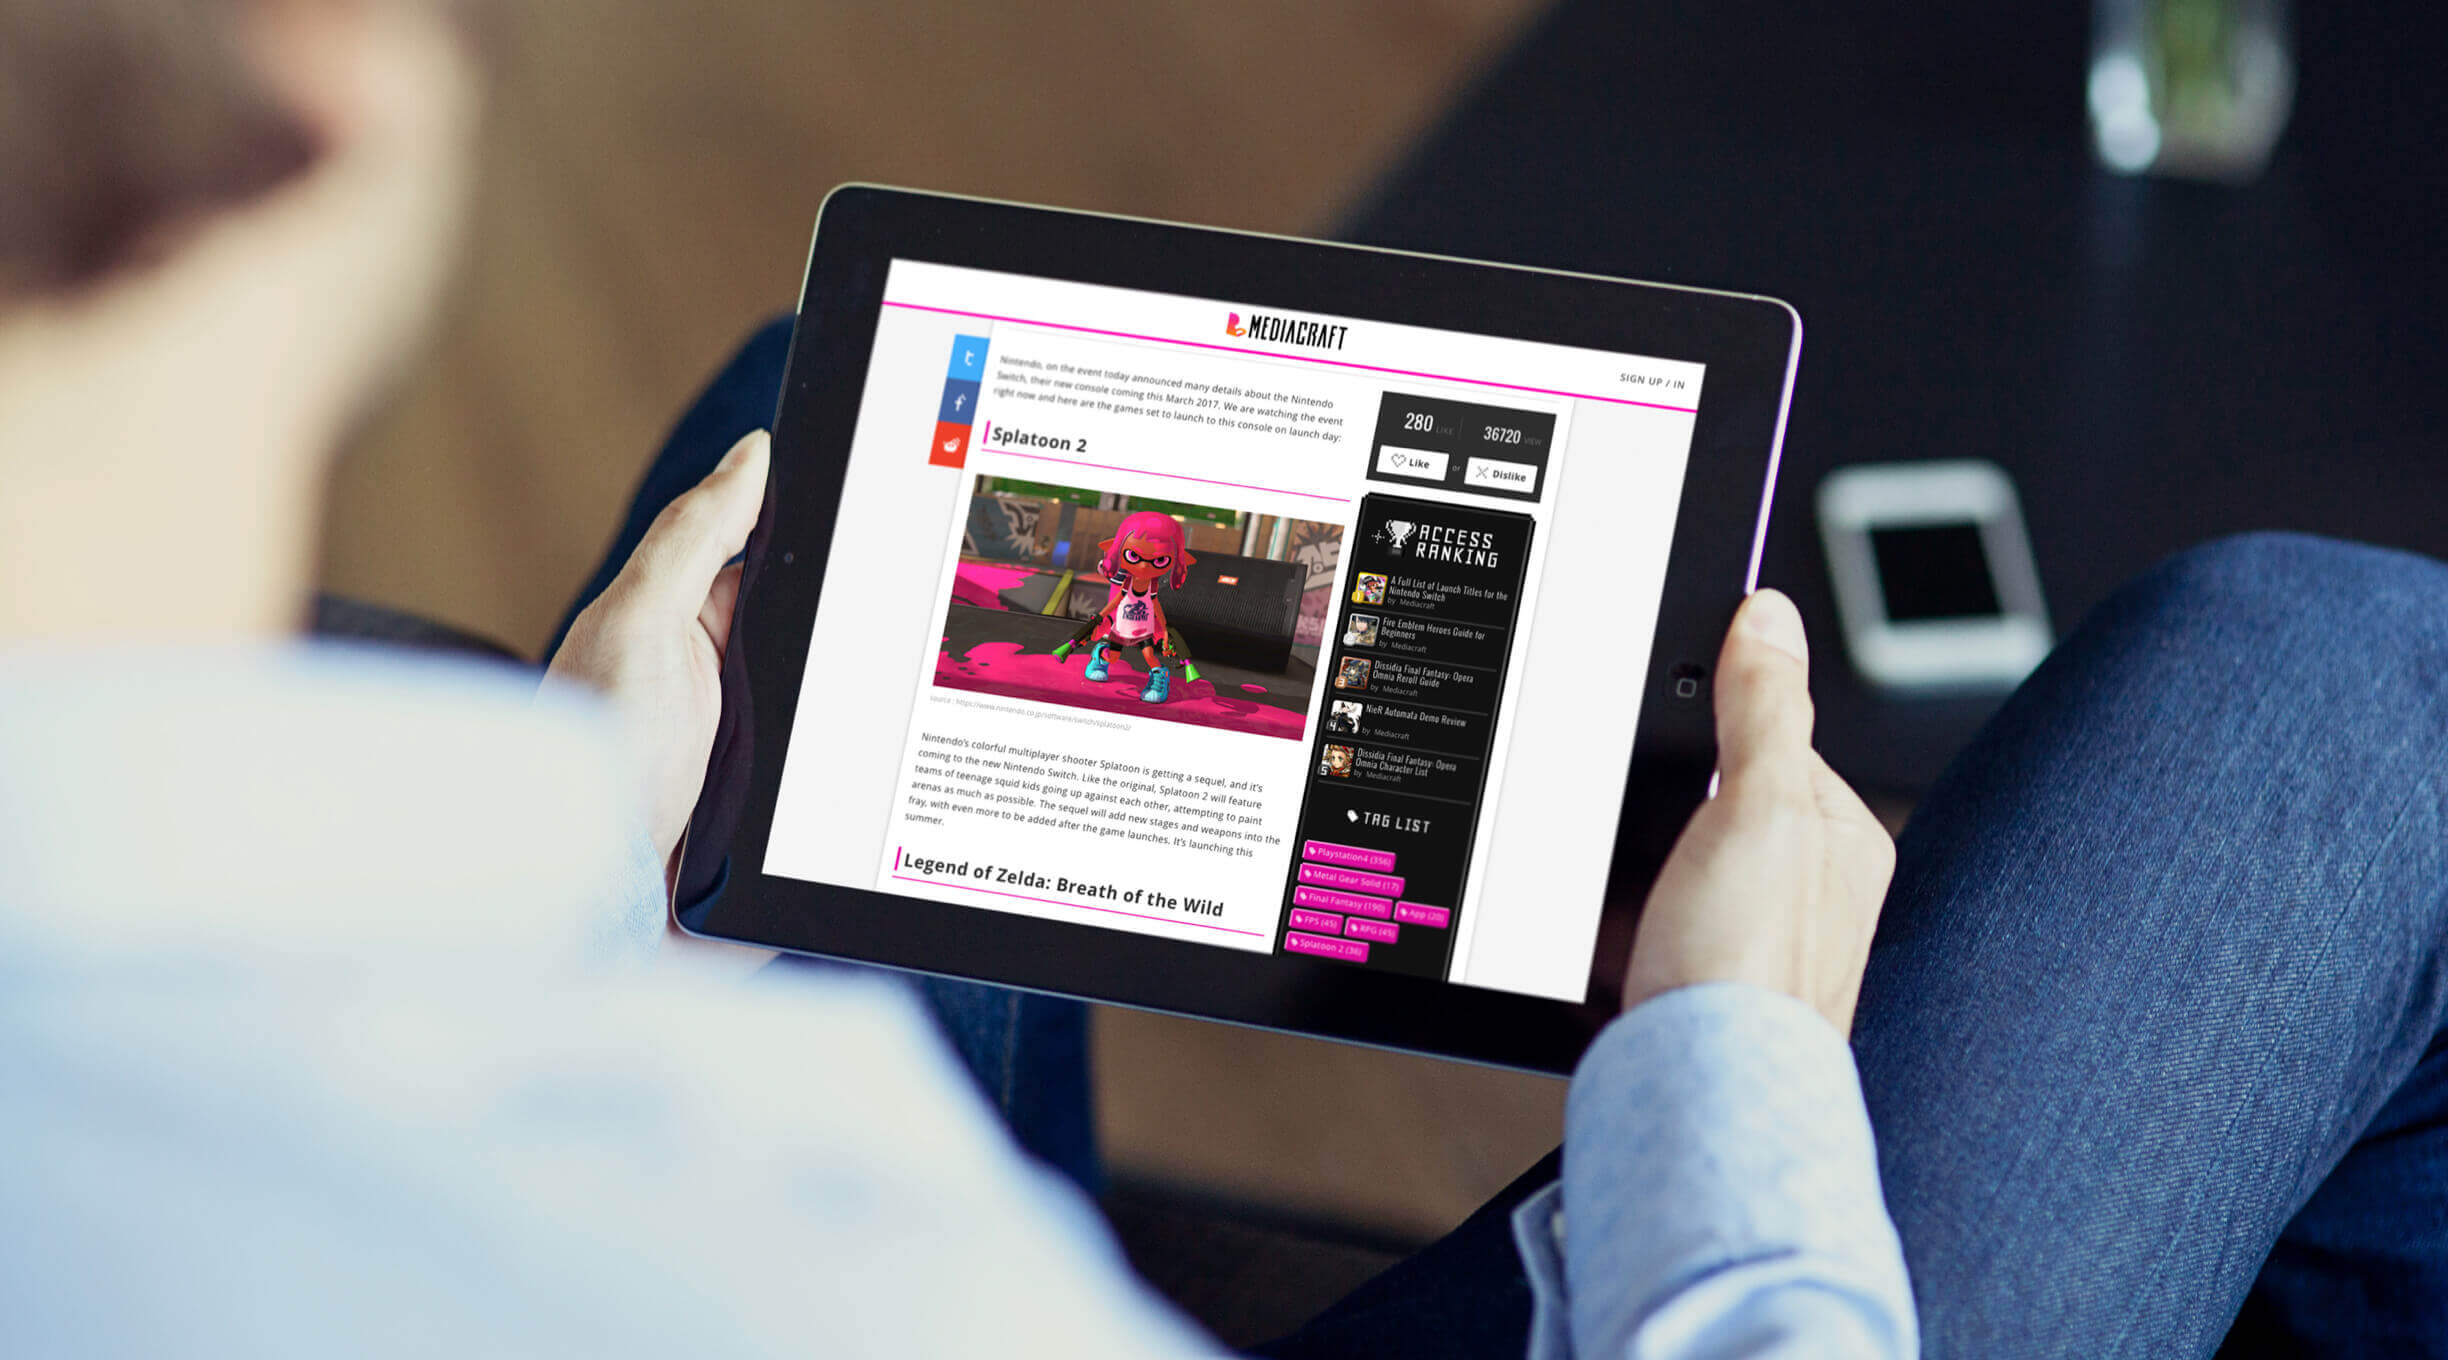 MEDIACRAFT
SIGN UP / IN
Nintendo, on the event today announced many details about the Nintendo
Switch, their new console coming this March 2017. We are watching the event
right now and here are the games set to launch to this console on launch day:
Splatoon 2
source : https://www.nintendo.co.jp/software/switch/splatoon2/
Nintendo's colorful multiplayer shooter Splatoon is getting a sequel, and it's
coming to the new Nintendo Switch. Like the original, Splatoon 2 will feature
teams of teenage squid kids going up against each other, attempting to paint
arenas as much as possible. The sequel will add new stages and weapons into the
fray, with even more to be added after the game launches. It's launching this
summer.
Legend of Zelda: Breath of the Wild
280 LIKE
36720 VIEW
Like or Dislike
ACCESS
RANKING
A Full List of Launch Titles for the
Nintendo Switch
by Mediacraft
Fire Emblem Heroes Guide for
Beginners
by Mediacraft
3
Dissidia Final Fantasy: Opera
Omnia Reroll Guide
by Mediacraft
4
NieR Automata Demo Review
by Mediacraft
5
Dissidia Final Fantasy: Opera
Omnia Character List
by Mediacraft
TAG LIST
Playstation4 (356)
Metal Gear Solid (17)
Final Fantasy (190) App (20)
FPS (45) RPG (45)
Splatoon 2 (36)